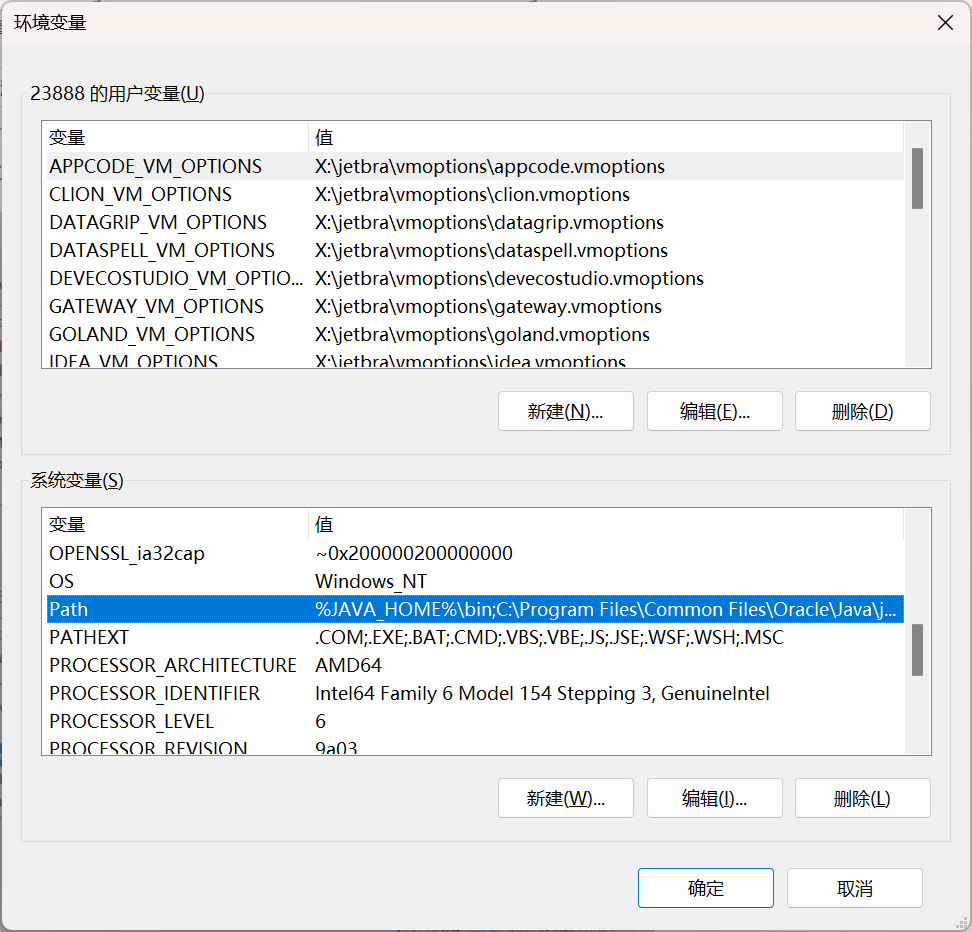 环境变量
23888 的用户变量(U)
变量 值
APPCODE_VM_OPTIONS X:\jetbra\vmoptions\appcode.vmoptions
CLION_VM_OPTIONS X:\jetbra\vmoptions\clion.vmoptions
DATAGRIP_VM_OPTIONS X:\jetbra\vmoptions\datagrip.vmoptions
DATASPELL_VM_OPTIONS X:\jetbra\vmoptions\dataspell.vmoptions
DEVECOSTUDIO_VM_OPTIO... X:\jetbra\vmoptions\devecostudio.vmoptions
GATEWAY_VM_OPTIONS X:\jetbra\vmoptions\gateway.vmoptions
GOLAND_VM_OPTIONS X:\jetbra\vmoptions\goland.vmoptions
IDEA_VM_OPTIONS X:\jetbra\vmoptions\idea.vmoptions
新建(N)... 编辑(E)... 删除(D)
系统变量(S)
变量 值
OPENSSL_ia32cap ~0x200000200000000
OS Windows_NT
Path %JAVA_HOME%\bin;C:\Program Files\Common Files\Oracle\Java\j...
PATHEXT .COM;.EXE;.BAT;.CMD;.VBS;.VBE;.JS;.JSE;.WSF;.WSH;.MSC
PROCESSOR_ARCHITECTURE AMD64
PROCESSOR_IDENTIFIER Intel64 Family 6 Model 154 Stepping 3, GenuineIntel
PROCESSOR_LEVEL 6
PROCESSOR_REVISION 9a03
新建(W)... 编辑(I)... 删除(L)
确定 取消